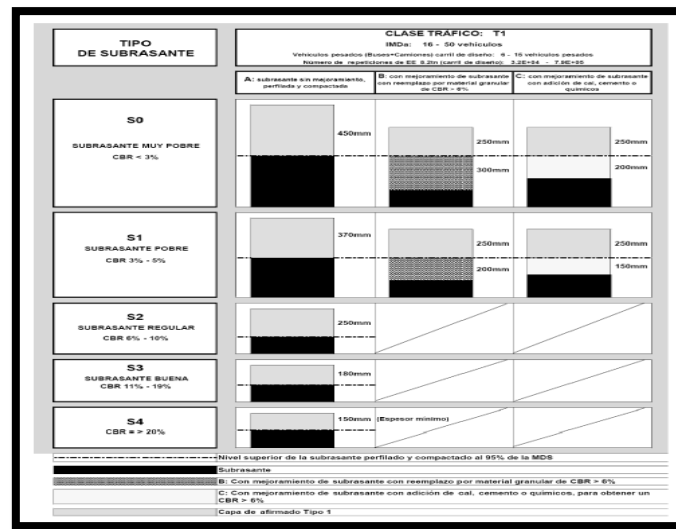 TIPO
DE SUBRASANTE
CLASE TRÁFICO: T1
IMDa: 16 - 50 vehículos
Vehículos pesados (Buses+Camiones) carril de diseño: 6 - 15 vehículos pesados
Número de repeticiones de EE 8.2tn (carril de diseño): 3.2E+04 - 7.8E+05
A: subrasante sin mejoramiento, perfilada y compactada
B: con mejoramiento de subrasante con reemplazo por material granular de CBR > 6%
C: con mejoramiento de subrasante con adición de cal, cemento o químicos
S0
SUBRASANTE MUY POBRE
CBR < 3%
450mm
250mm
300mm
250mm
200mm
S1
SUBRASANTE POBRE
CBR 3% - 5%
370mm
250mm
200mm
250mm
150mm
S2
SUBRASANTE REGULAR
CBR 6% - 10%
250mm
S3
SUBRASANTE BUENA
CBR 11% - 19%
180mm
S4
CBR = > 20%
150mm (Espesor mínimo)
Nivel superior de la subrasante perfilado y compactado al 95% de la MDS
Subrasante
B: Con mejoramiento de subrasante con reemplazo por material granular de CBR > 6%
C: Con mejoramiento de subrasante con adición de cal, cemento o químicos, para obtener un
CBR > 6%
Capa de afirmado Tipo 1